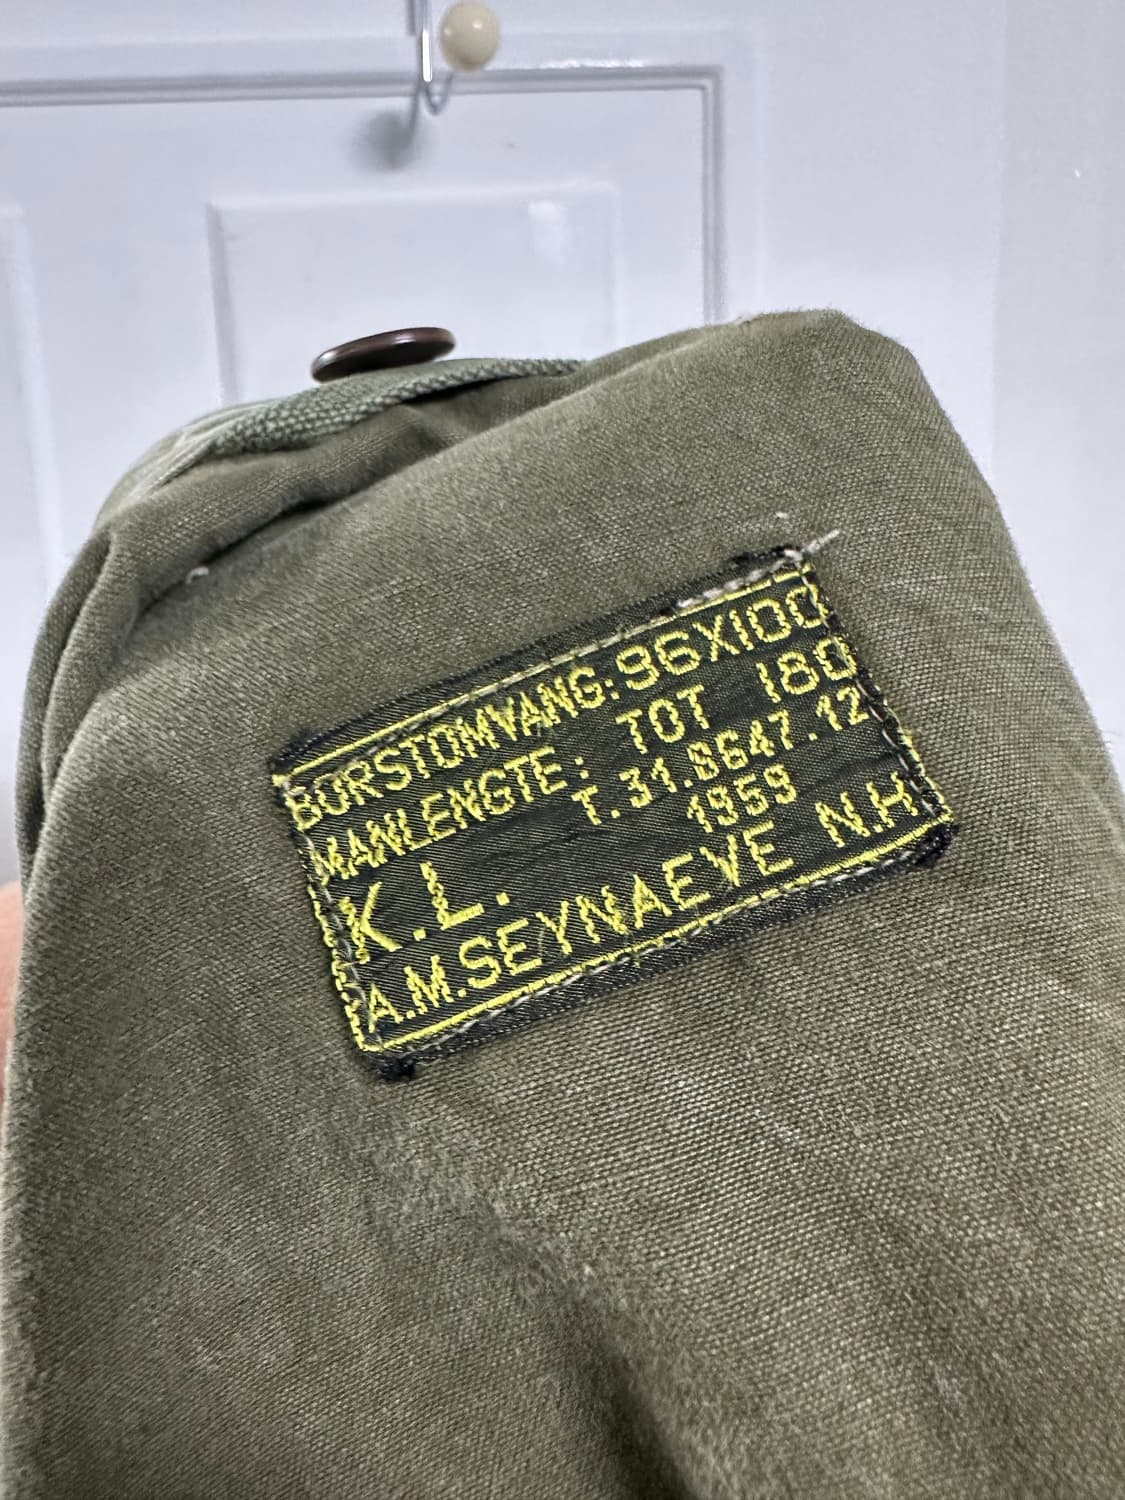 BORSTOMVANG: 96X100
MANLENGTE: TOT 180
T.31.8647.12
K.L. 1959
A.M.SEYNAEVE N.H.